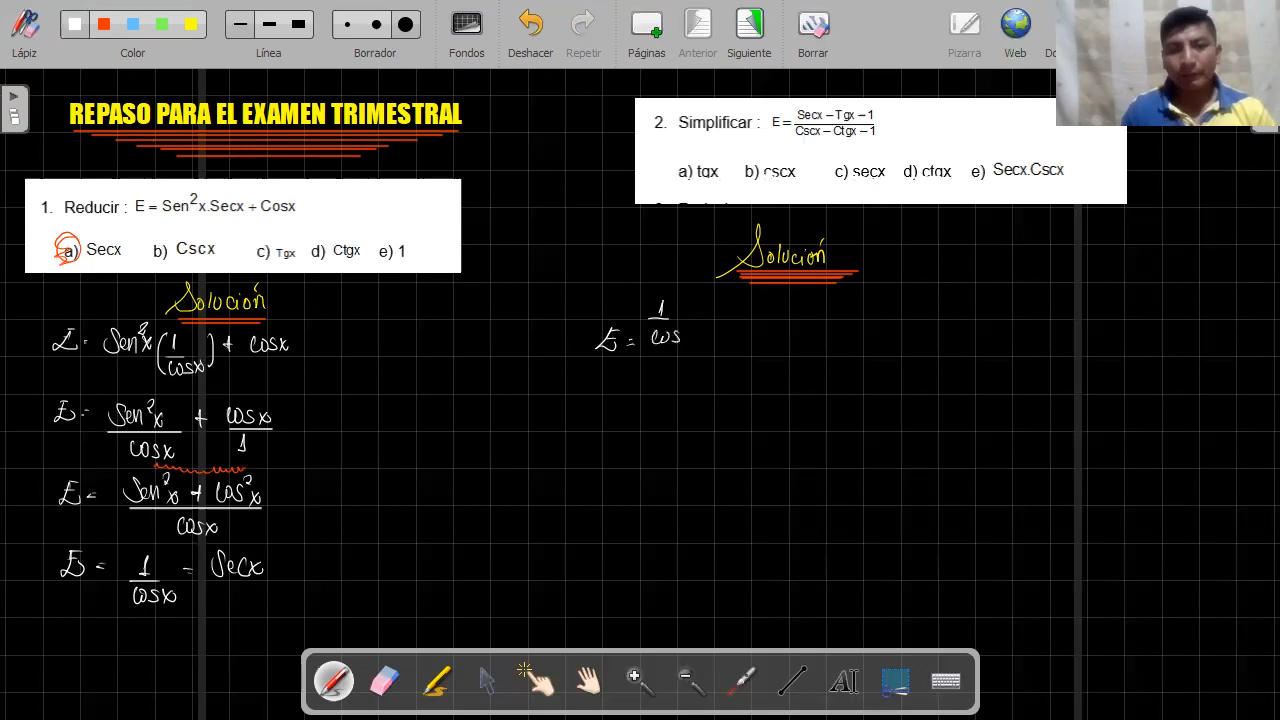 Lápiz Color Línea Borrador Fondos Deshacer Repetir Páginas Anterior Siguiente Borrar Pizarra Web
REPASO PARA EL EXAMEN TRIMESTRAL
1. Reducir : E = Sen²x.Secx + Cosx
a) Secx b) Cscx c) Tgx d) Ctgx e) 1
Solución
E = Sen²x (1/cosx) + cosx
E = Sen²x/cosx + cosx/1
E = Sen²x + cos²x / cosx
E = 1/cosx = Secx
2. Simplificar : E = Secx – Tgx – 1 / Cscx – Ctgx – 1
a) tgx b) cscx c) secx d) ctgx e) Secx.Cscx
Solución
E = 1/cos
AI